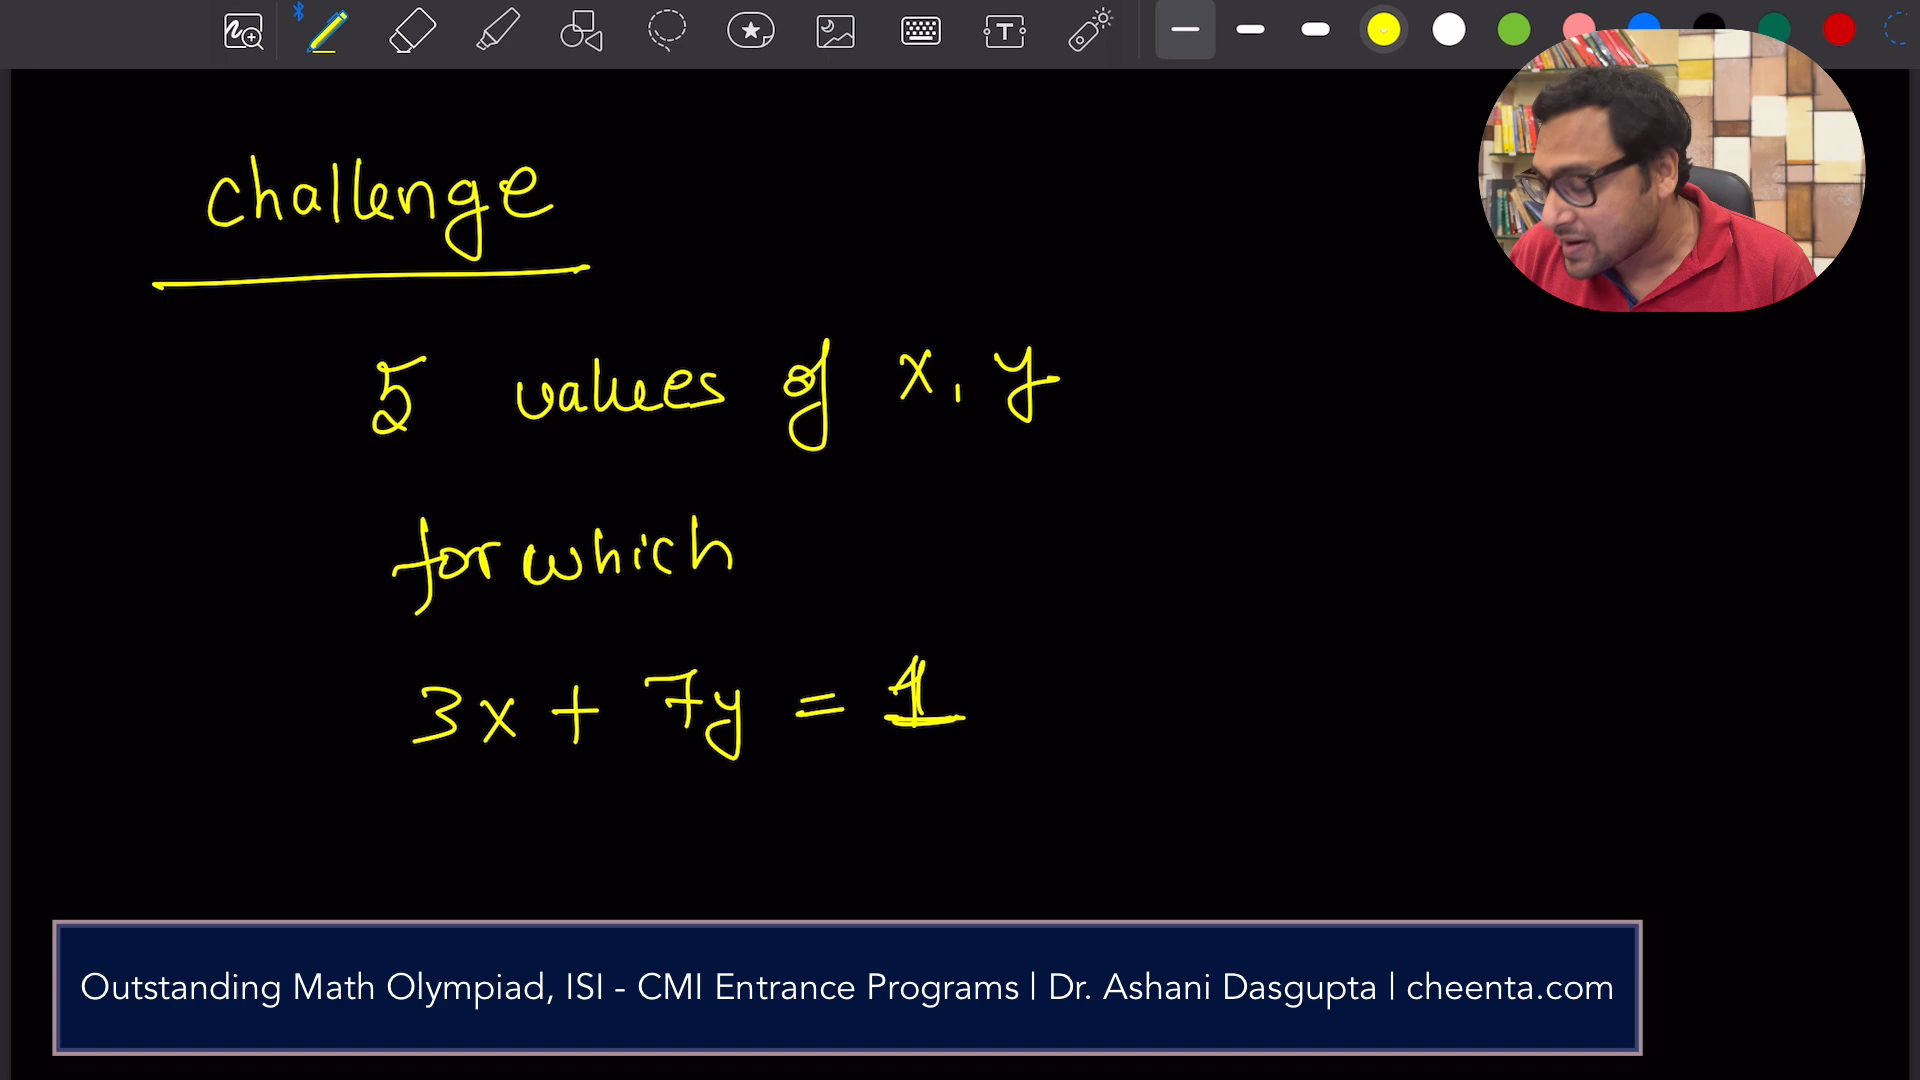 challenge
5 values of x, y
for which
3x + 7y = 1
Outstanding Math Olympiad, ISI - CMI Entrance Programs | Dr. Ashani Dasgupta | cheenta.com